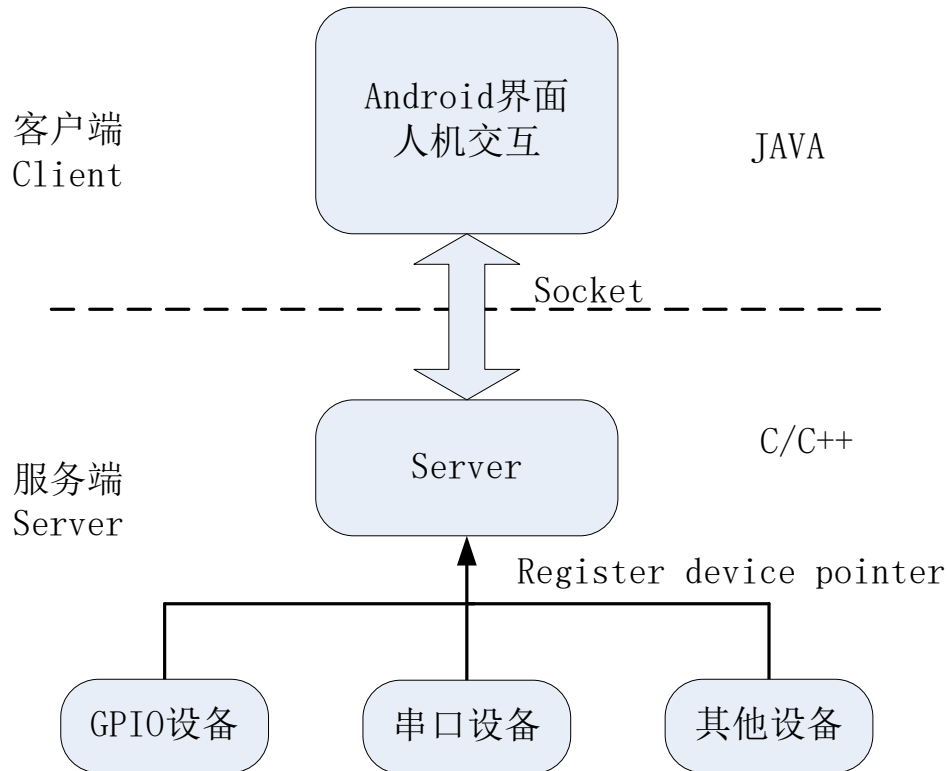 Android界面
人机交互
客户端
Client
JAVA
Socket
Server
C/C++
服务端
Server
Register device pointer
GPIO设备
串口设备
其他设备